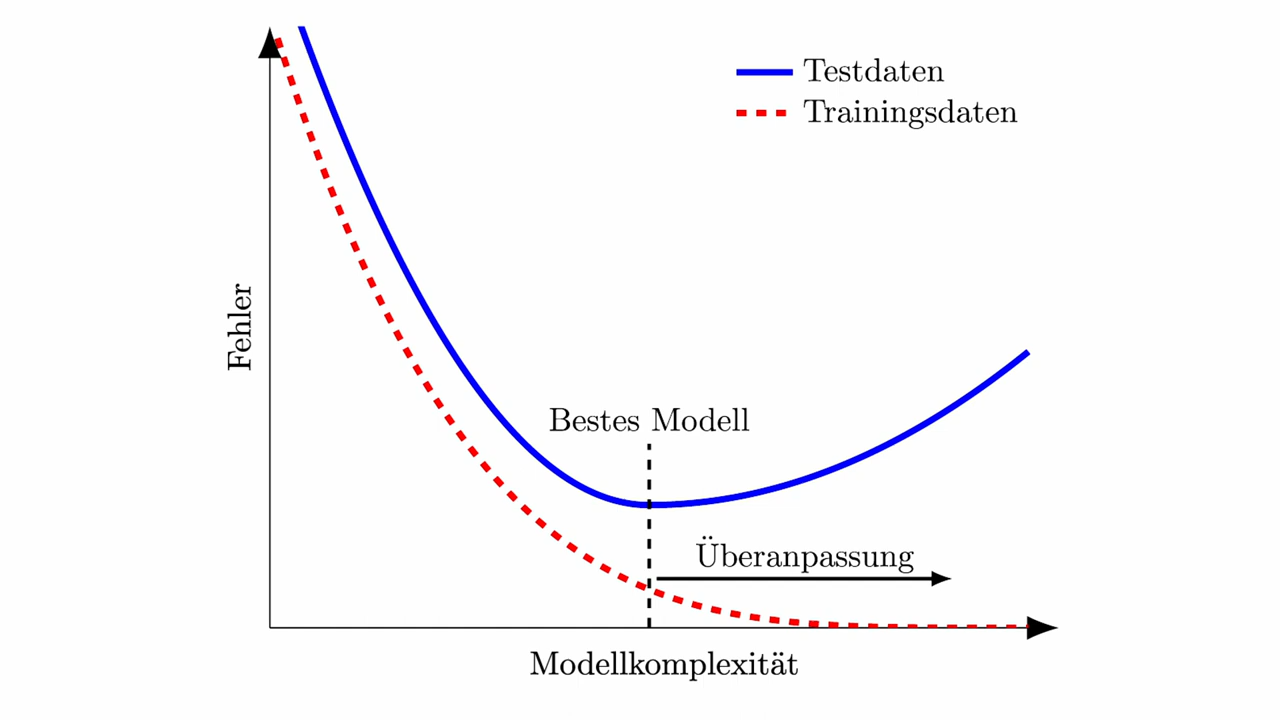 Testdaten
Trainingsdaten
Fehler
Bestes Modell
Überanpassung
Modellkomplexität